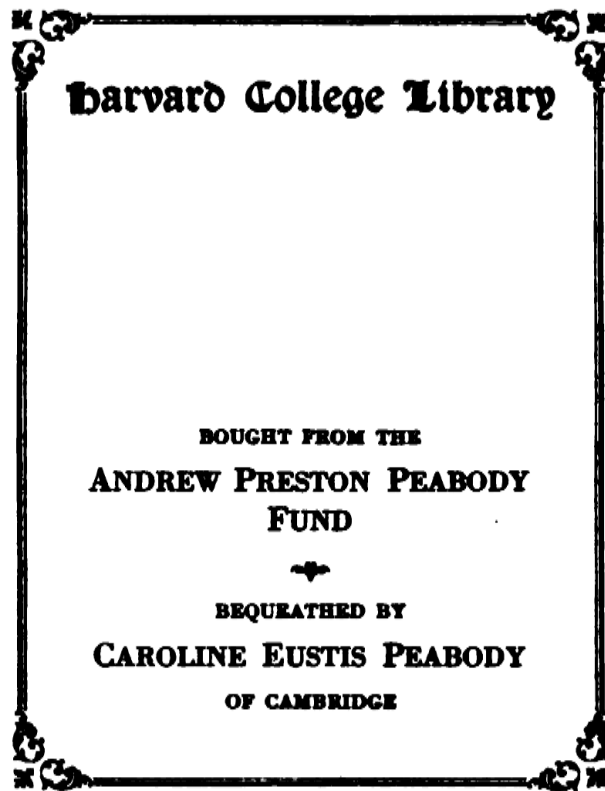 Harvard College Library
BOUGHT FROM THE
ANDREW PRESTON PEABODY
FUND
BEQUEATHED BY
CAROLINE EUSTIS PEABODY
OF CAMBRIDGE